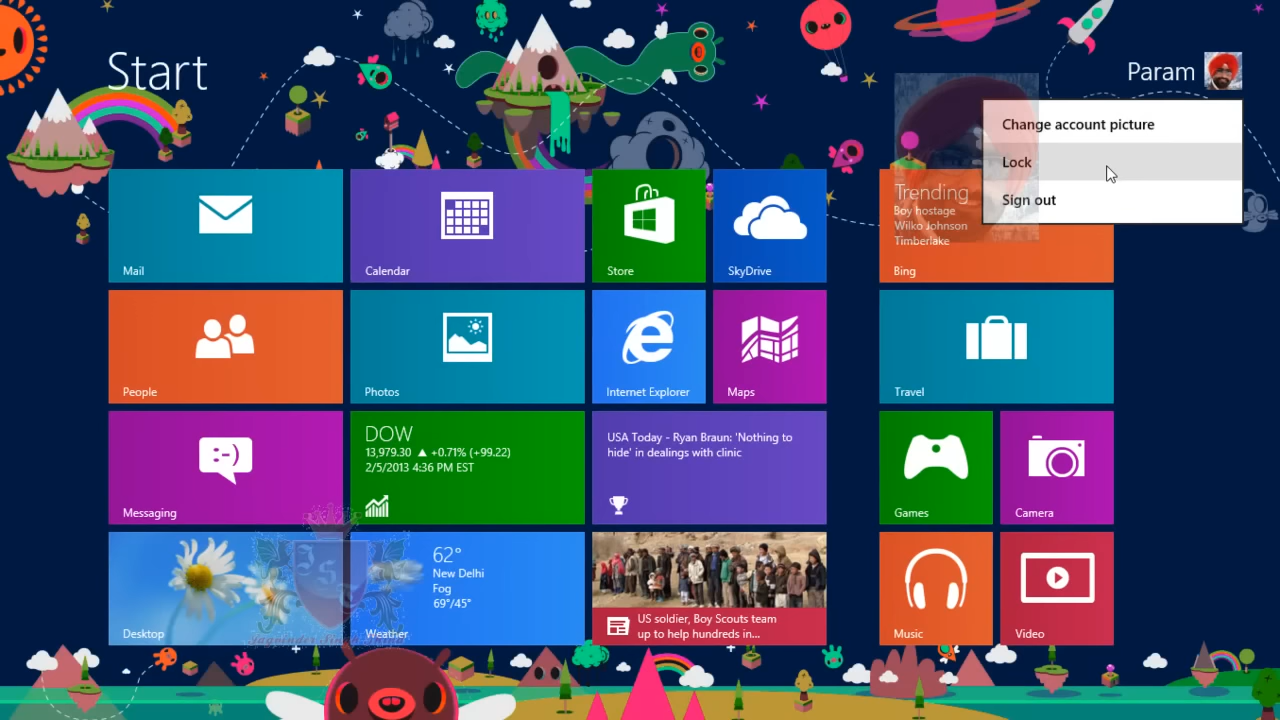 Start
Param
Change account picture
Lock
Sign out
Mail
Calendar
Store
SkyDrive
Trending
Boy hostage
Wilko Johnson
Timberlake
Bing
People
Photos
Internet Explorer
Maps
Travel
Messaging
DOW
13,979.30 ▲ +0.71% (+99.22)
2/5/2013 4:36 PM EST
USA Today - Ryan Braun: 'Nothing to
hide' in dealings with clinic
Games
Camera
Desktop
62°
New Delhi
Fog
69°/45°
Weather
US soldier, Boy Scouts team
up to help hundreds in...
Music
Video